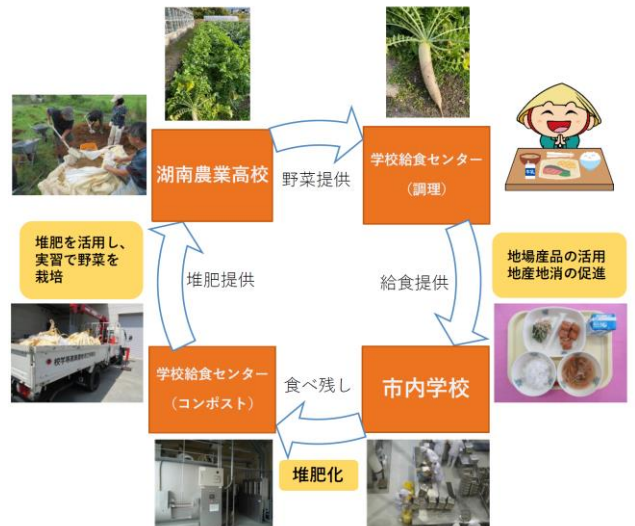 湖南農業高校
野菜提供
学校給食センター
（調理）
堆肥を活用し、
実習で野菜を
栽培
堆肥提供
給食提供
地場産品の活用
地産地消の促進
学校給食センター
（コンポスト）
食べ残し
市内学校
堆肥化